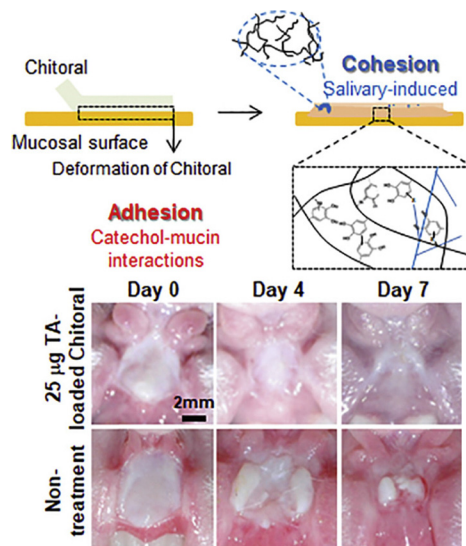 Chitoral
Mucosal surface
Deformation of Chitoral
Cohesion
Salivary-induced
Adhesion
Catechol-mucin
interactions
Day 0
Day 4
Day 7
25 µg TA-
loaded Chitoral
2mm
Non-
treatment